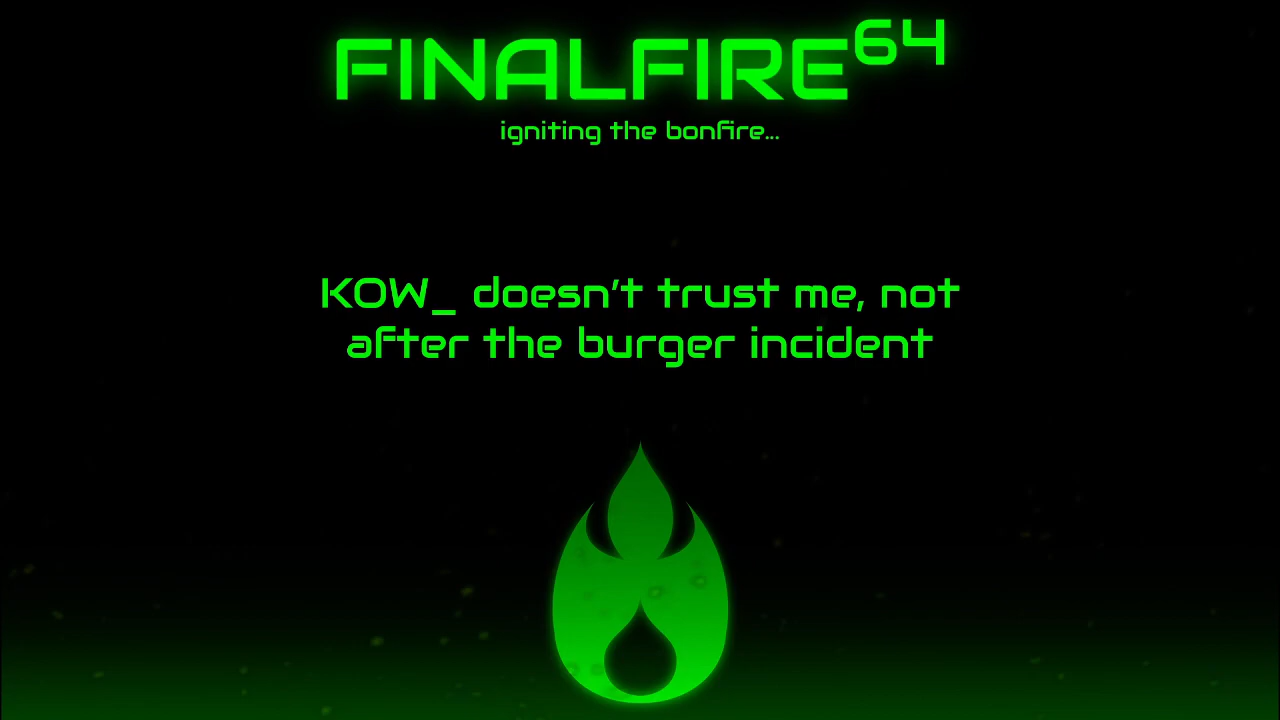 FINALFIRE⁶⁴
igniting the bonfire...
KOW_ doesn't trust me, not
after the burger incident